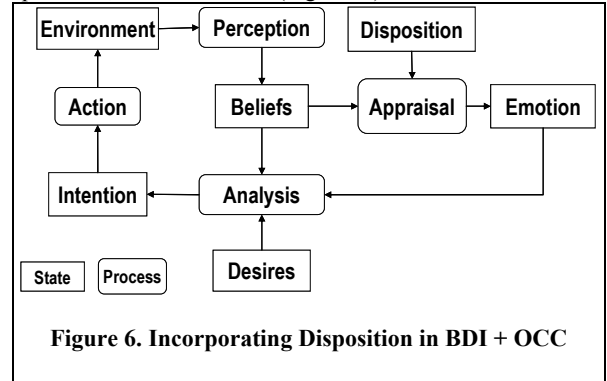 Environment
Perception
Disposition
Action
Beliefs
Appraisal
Emotion
Intention
Analysis
State
Process
Desires
Figure 6. Incorporating Disposition in BDI + OCC